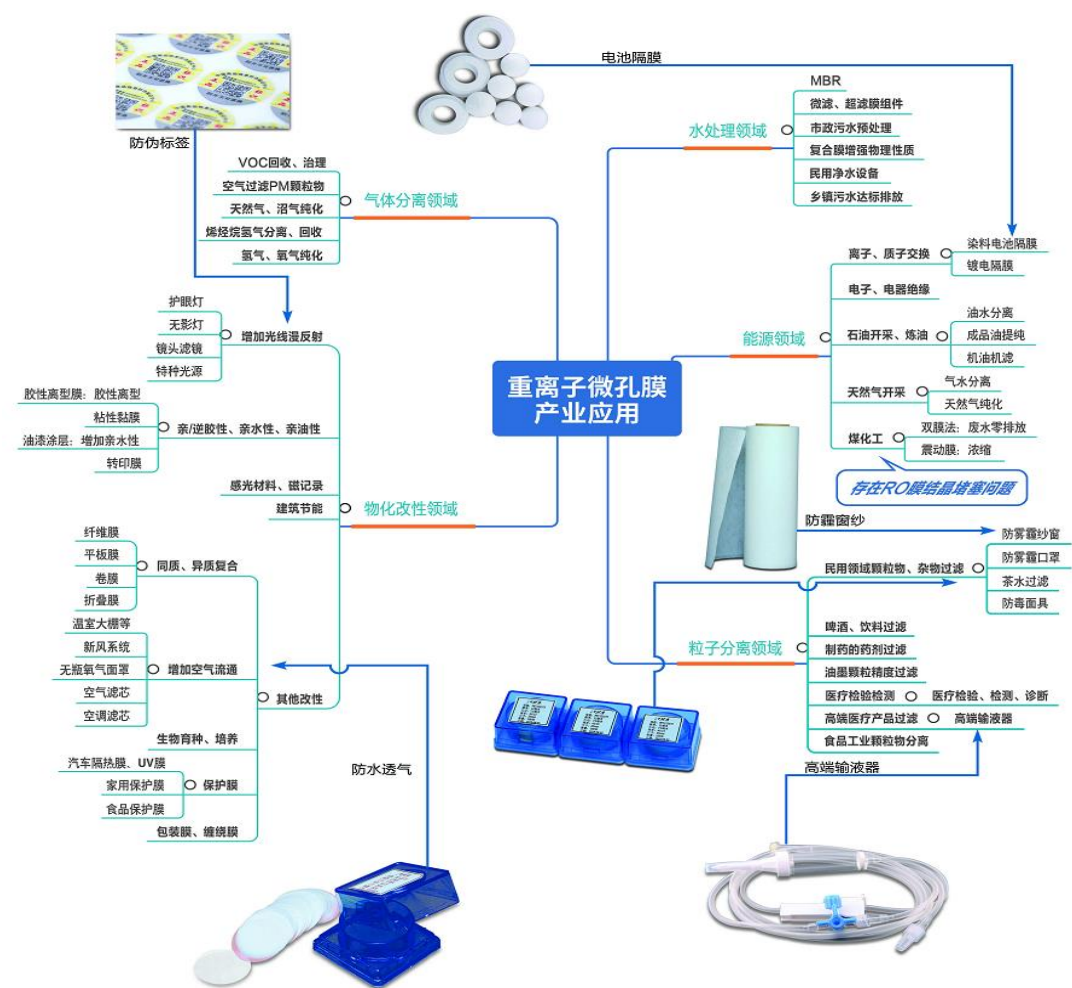 防伪标签
电池隔膜
重离子微孔膜
产业应用
气体分离领域
VOC回收、治理
空气过滤PM颗粒物
天然气、沼气纯化
烯烃烷氢气分离、回收
氢气、氧气纯化
水处理领域
MBR
微滤、超滤膜组件
市政污水预处理
复合膜增强物理性质
民用净水设备
乡镇污水达标排放
能源领域
离子、质子交换
染料电池隔膜
镀电隔膜
电子、电器绝缘
石油开采、炼油
油水分离
成品油提纯
机油机滤
天然气开采
气水分离
天然气纯化
煤化工
双膜法：废水零排放
震动膜：浓缩
存在RO膜结晶堵塞问题
物化改性领域
增加光线漫反射
护眼灯
无影灯
镜头滤镜
特种光源
亲/逆胶性、亲水性、亲油性
胶性离型膜：胶性离型
粘性黏膜
油漆涂层：增加亲水性
转印膜
感光材料、磁记录
建筑节能
其他改性
同质、异质复合
纤维膜
平板膜
卷膜
折叠膜
增加空气流通
温室大棚等
新风系统
无瓶氧气面罩
空气滤芯
空调滤芯
生物育种、培养
保护膜
汽车隔热膜、UV膜
家用保护膜
食品保护膜
包装膜、缠绕膜
防水透气
粒子分离领域
防霾窗纱
民用领域颗粒物、杂物过滤
防雾霾纱窗
防雾霾口罩
茶水过滤
防毒面具
啤酒、饮料过滤
制药的药剂过滤
油墨颗粒精度过滤
医疗检验检测
医疗检验、检测、诊断
高端医疗产品过滤
高端输液器
食品工业颗粒物分离
高端输液器